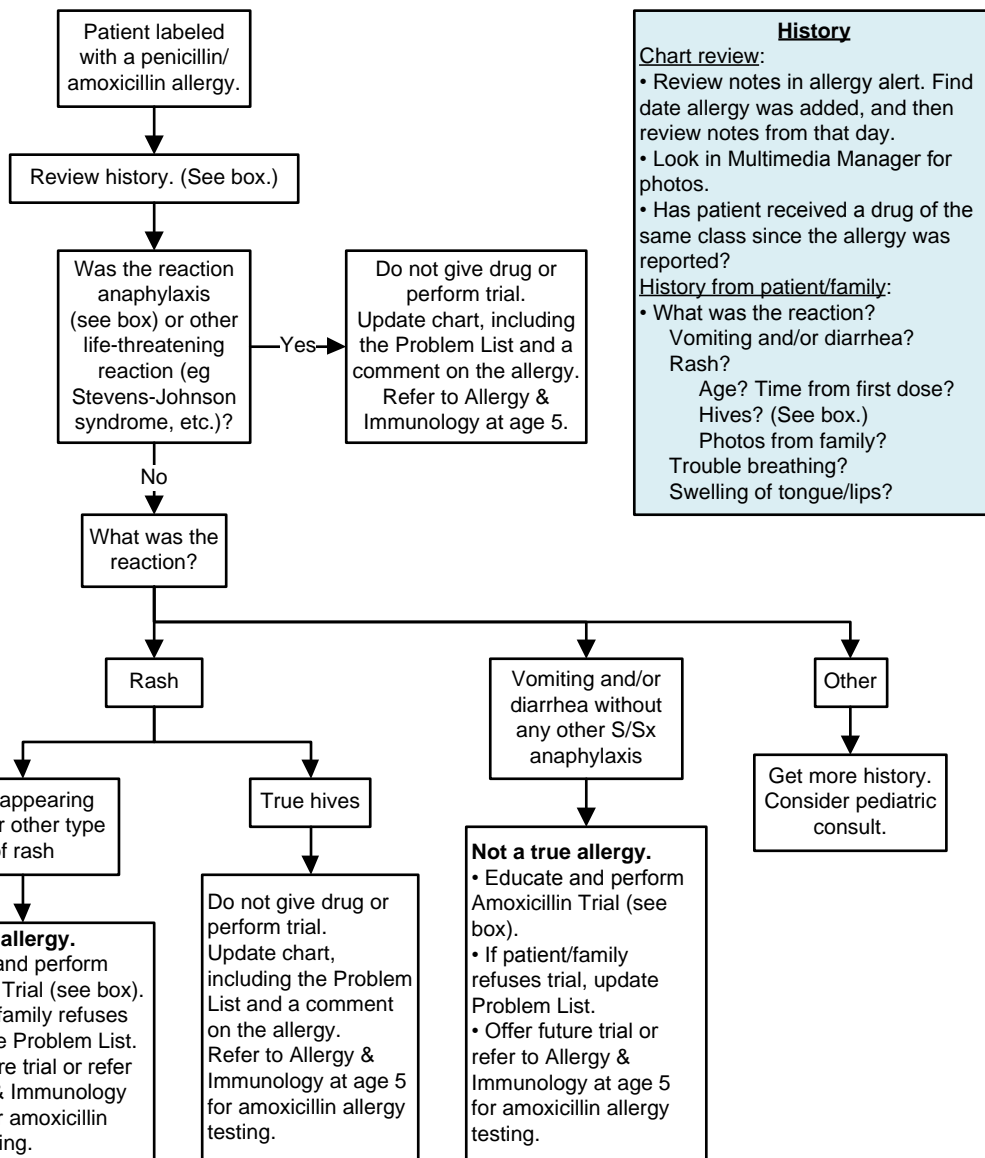 Patient labeled
with a penicillin/
amoxicillin allergy.
Review history. (See box.)
Was the reaction
anaphylaxis
(see box) or other
life-threatening
reaction (eg
Stevens-Johnson
syndrome, etc.)?
Yes
Do not give drug or
perform trial.
Update chart, including
the Problem List and a
comment on the allergy.
Refer to Allergy &
Immunology at age 5.
History
Chart review:
• Review notes in allergy alert. Find
date allergy was added, and then
review notes from that day.
• Look in Multimedia Manager for
photos.
• Has patient received a drug of the
same class since the allergy was
reported?
History from patient/family:
• What was the reaction?
Vomiting and/or diarrhea?
Rash?
Age? Time from first dose?
Hives? (See box.)
Photos from family?
Trouble breathing?
Swelling of tongue/lips?
No
What was the
reaction?
Rash
appearing
other type
rash
allergy.
and perform
Trial (see box).
family refuses
Problem List.
trial or refer
& Immunology
amoxicillin
True hives
Do not give drug or
perform trial.
Update chart,
including the Problem
List and a comment
on the allergy.
Refer to Allergy &
Immunology at age 5
for amoxicillin allergy
testing.
Vomiting and/or
diarrhea without
any other S/Sx
anaphylaxis
Not a true allergy.
• Educate and perform
Amoxicillin Trial (see
box).
• If patient/family
refuses trial, update
Problem List.
• Offer future trial or
refer to Allergy &
Immunology at age 5
for amoxicillin allergy
testing.
Other
Get more history.
Consider pediatric
consult.